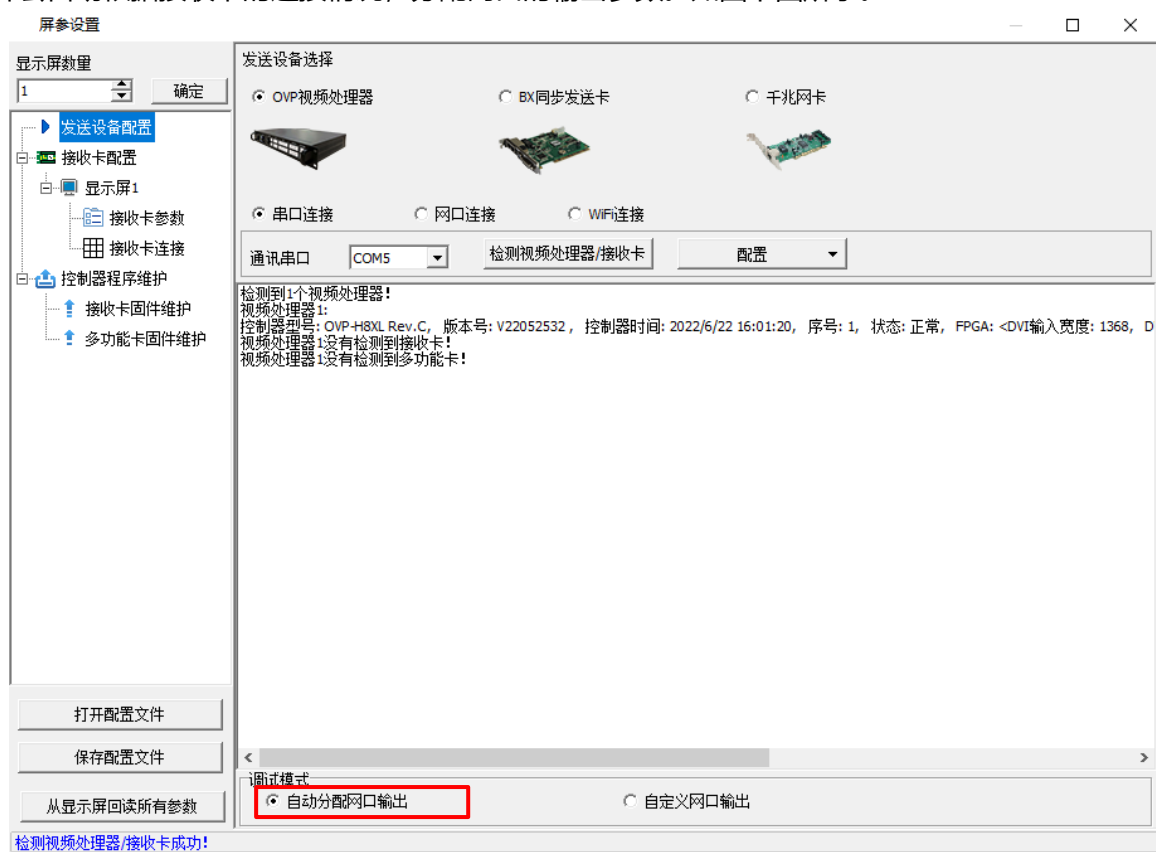 屏参设置
显示屏数量
1
确定
发送设备配置
接收卡配置
显示屏1
接收卡参数
接收卡连接
控制器程序维护
接收卡固件维护
多功能卡固件维护
打开配置文件
保存配置文件
从显示屏回读所有参数
发送设备选择
OVP视频处理器
BX同步发送卡
千兆网卡
串口连接
网口连接
WiFi连接
通讯串口
COM5
检测视频处理器/接收卡
配置
检测到1个视频处理器!
视频处理器1:
控制器型号: OVP-H8XL Rev.C, 版本号: V22052532 , 控制器时间: 2022/6/22 16:01:20, 序号: 1, 状态: 正常, FPGA: <DVI输入宽度: 1368, D
视频处理器1没有检测到接收卡!
视频处理器1没有检测到多功能卡!
调试模式
自动分配网口输出
自定义网口输出
检测视频处理器/接收卡成功!